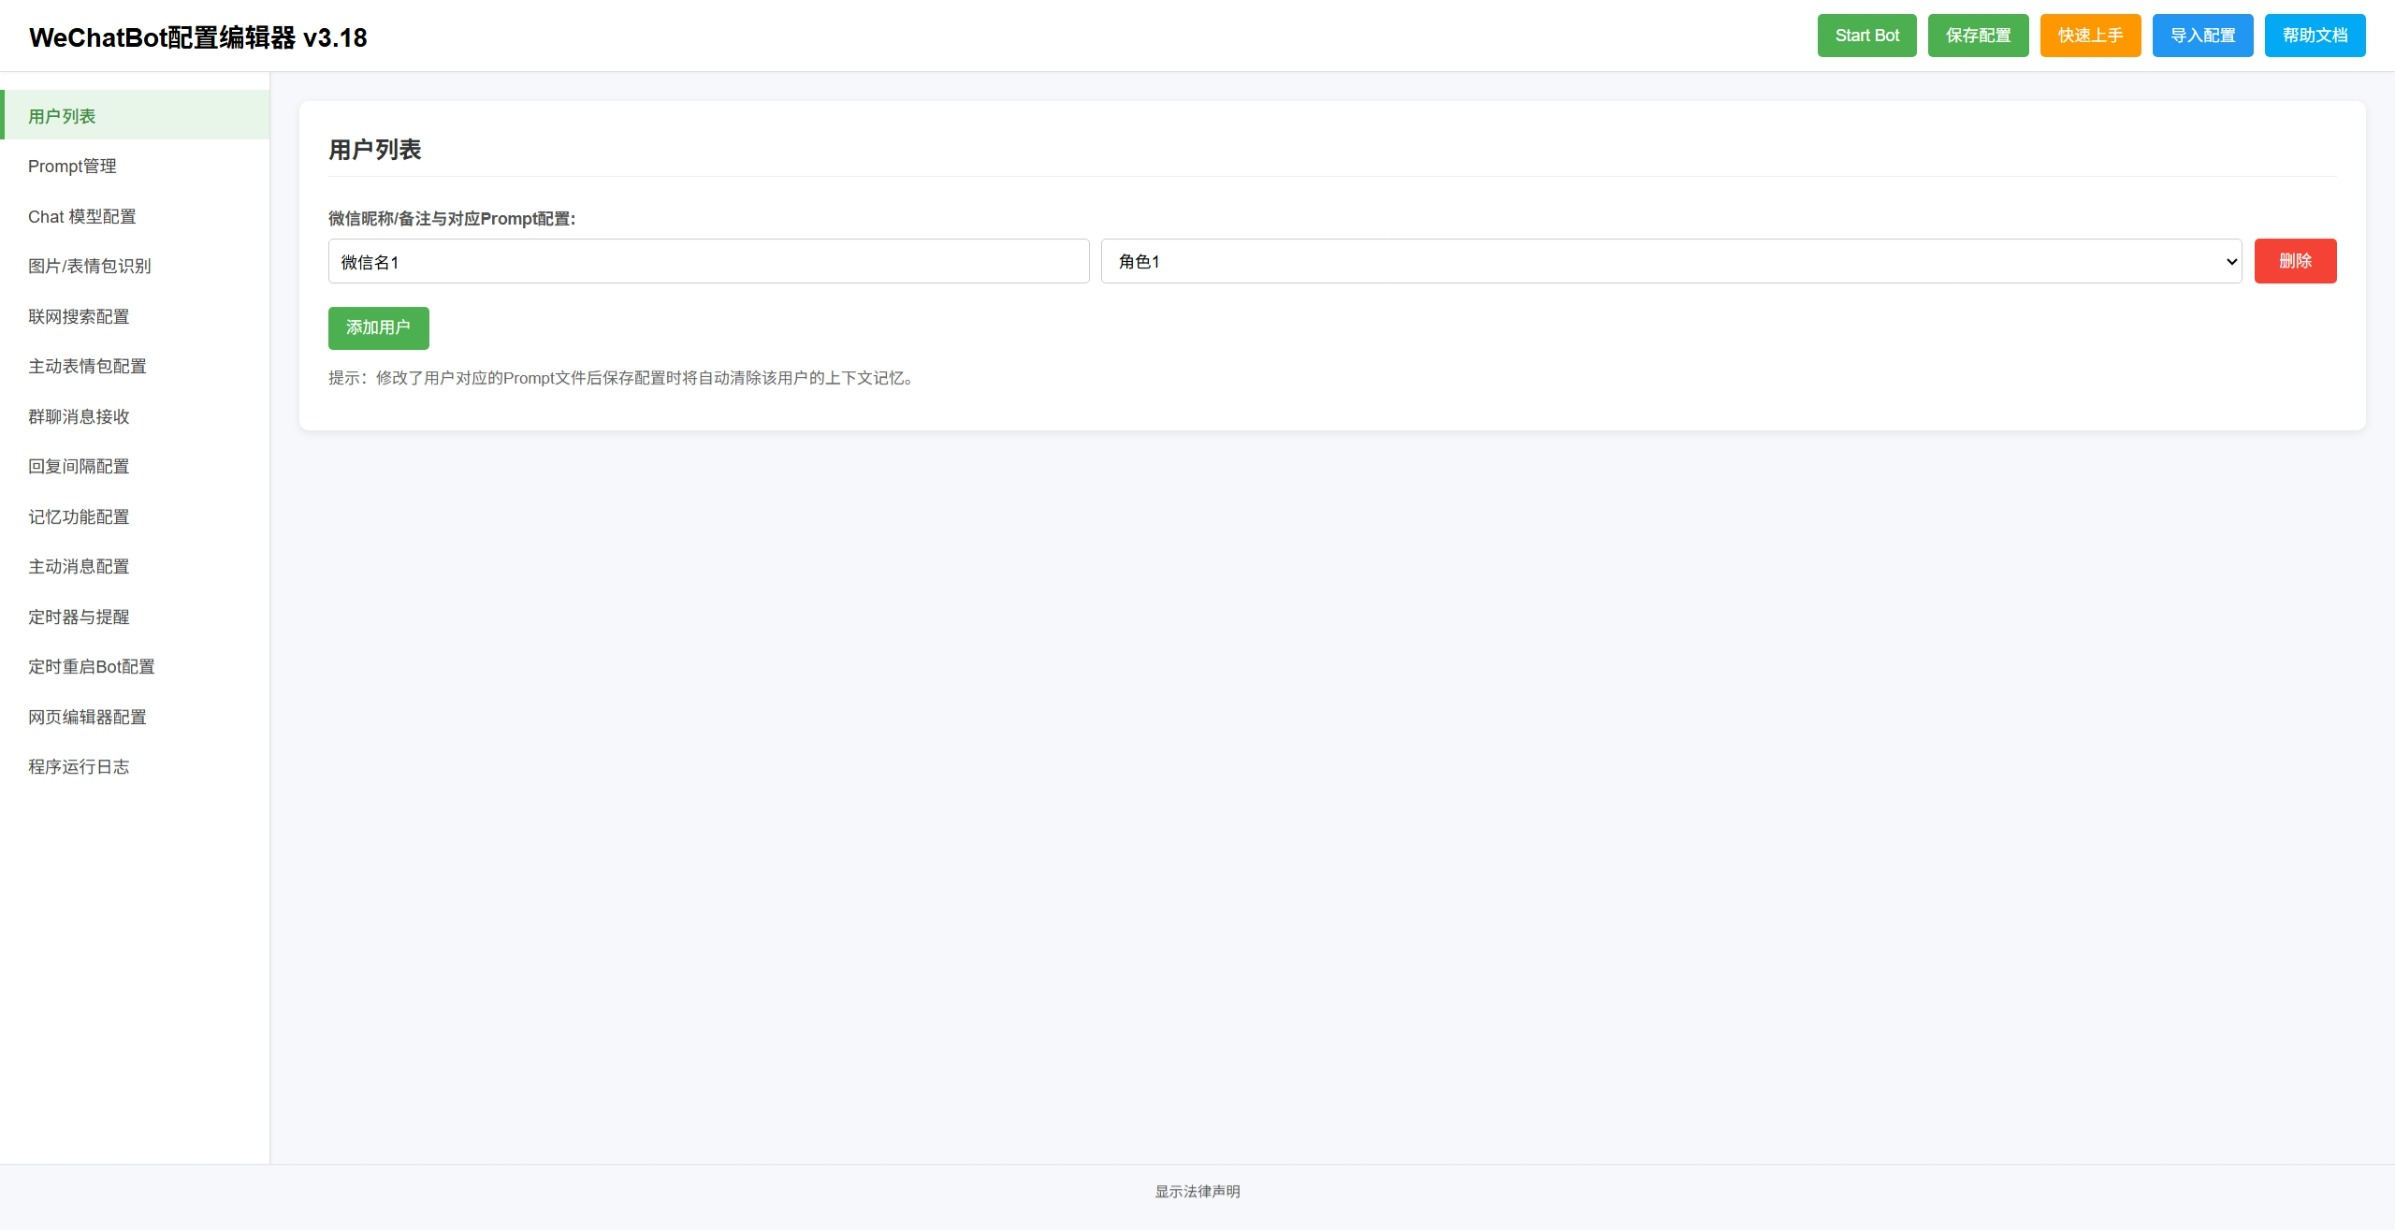 WeChatBot配置编辑器 v3.18
Start Bot
保存配置
快速上手
导入配置
帮助文档
用户列表
Prompt管理
Chat 模型配置
图片/表情包识别
联网搜索配置
主动表情包配置
群聊消息接收
回复间隔配置
记忆功能配置
主动消息配置
定时器与提醒
定时重启Bot配置
网页编辑器配置
程序运行日志
用户列表
微信昵称/备注与对应Prompt配置:
微信名1
角色1
删除
添加用户
提示：修改了用户对应的Prompt文件后保存配置时将自动清除该用户的上下文记忆。
显示法律声明